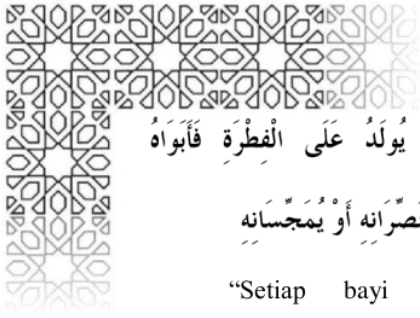 يُولَدُ عَلَى الْفِطْرَةِ فَأَبَوَاهُ
أَوْ يُمَجِّسَانِهِ
“Setiap bayi